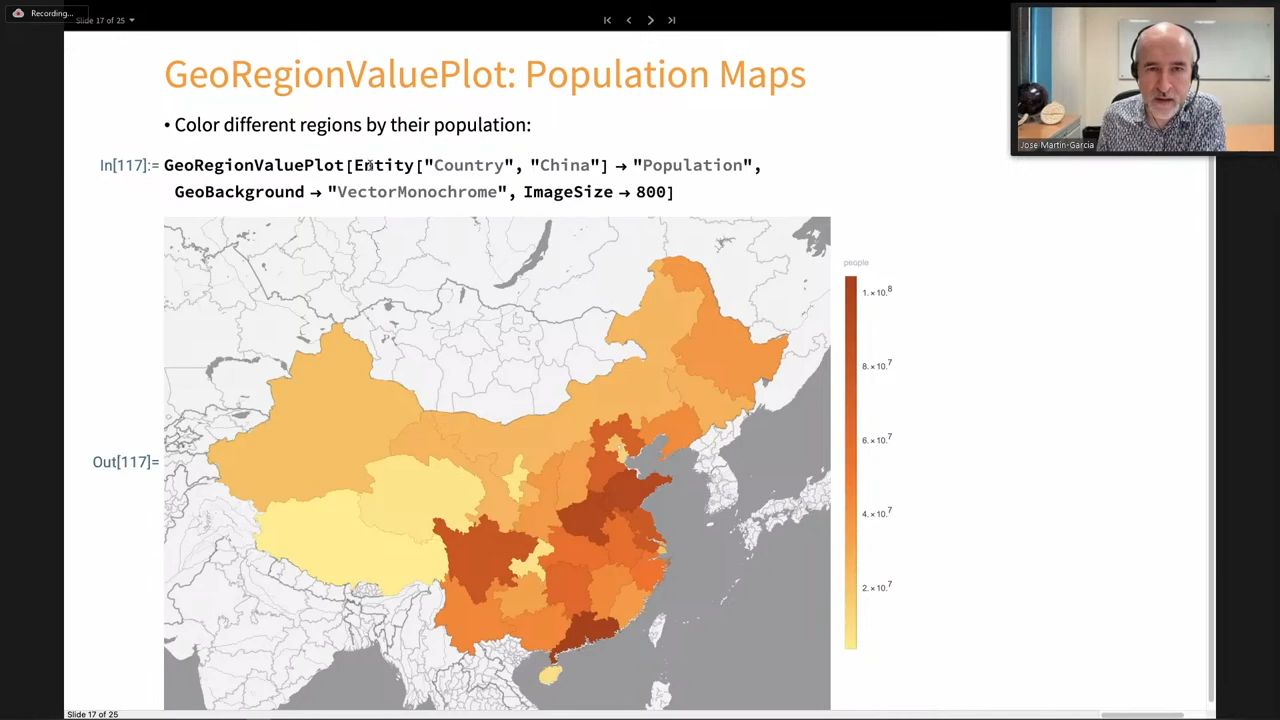 Recording...
Slide 17 of 25
GeoRegionValuePlot: Population Maps
• Color different regions by their population:
In[117]:= GeoRegionValuePlot[Entity["Country", "China"] → "Population",
GeoBackground → "VectorMonochrome", ImageSize → 800]
Out[117]=
people
1.×10⁸
8.×10⁷
6.×10⁷
4.×10⁷
2.×10⁷
Jose Martin-Garcia
Slide 17 of 25